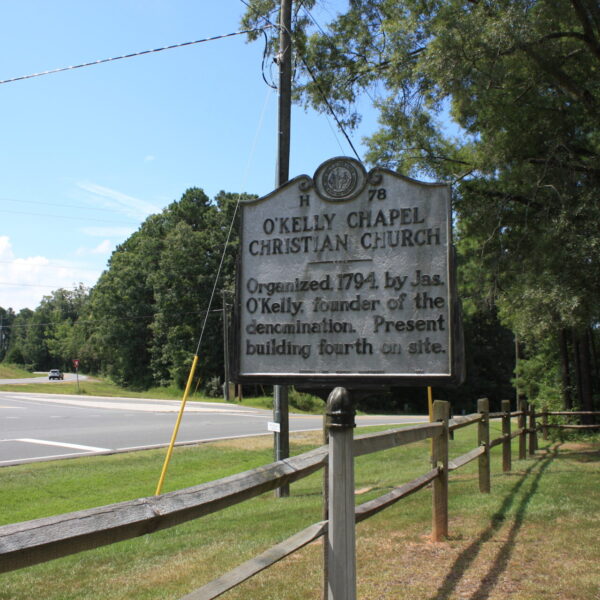 H 78
O'KELLY CHAPEL
CHRISTIAN CHURCH
Organized, 1794, by Jas.
O'Kelly, founder of the
denomination. Present
building fourth on site.